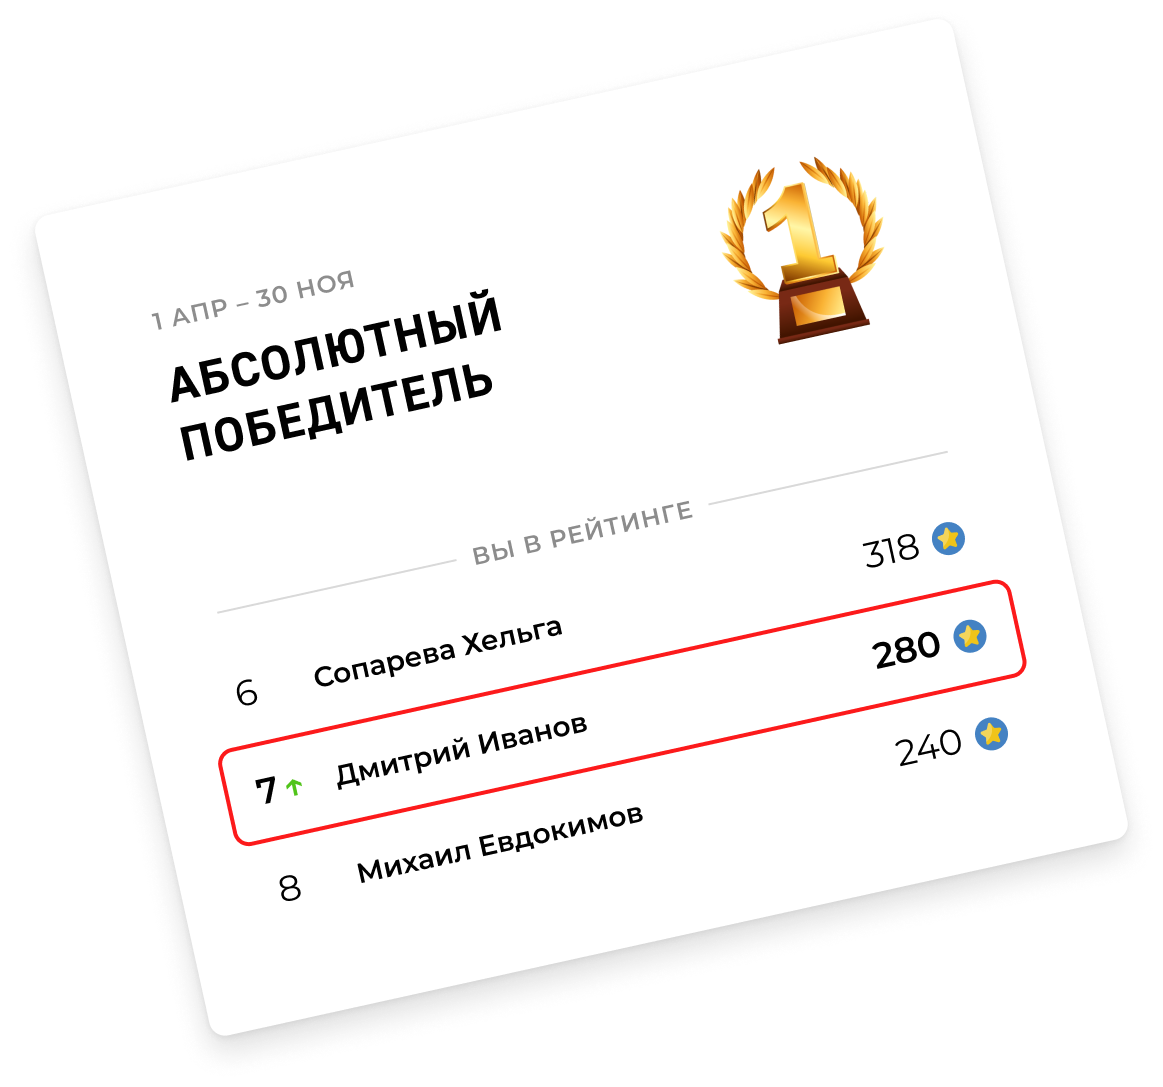 1 АПР – 30 НОЯ
АБСОЛЮТНЫЙ
ПОБЕДИТЕЛЬ
1
ВЫ В РЕЙТИНГЕ
6 Сопарева Хельга 318
7 ↑ Дмитрий Иванов 280
8 Михаил Евдокимов 240